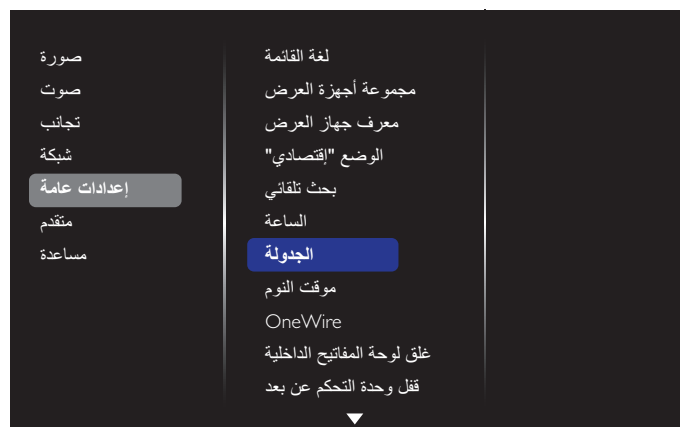 صورة
صوت
تجانب
شبكة
إعدادات عامة
متقدم
مساعدة
لغة القائمة
مجموعة أجهزة العرض
معرف جهاز العرض
الوضع "إقتصادي"
بحث تلقائي
الساعة
الجدولة
موقت النوم
OneWire
غلق لوحة المفاتيح الداخلية
قفل وحدة التحكم عن بعد